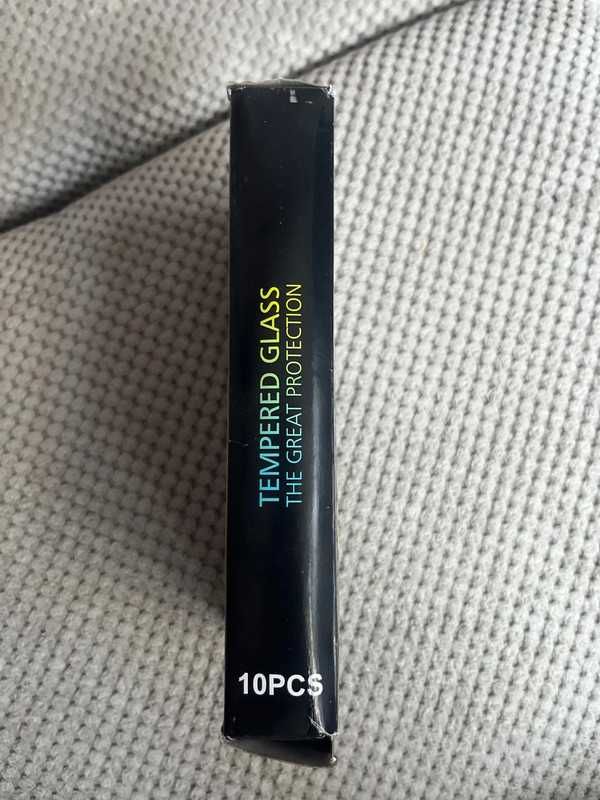 TEMPERED GLASS
THE GREAT PROTECTION
10PCS